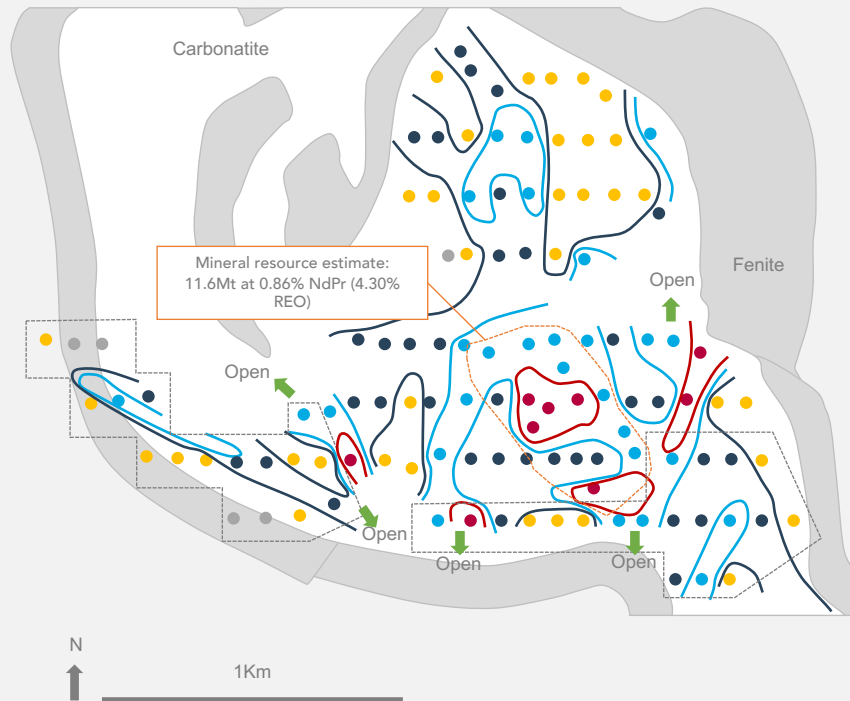 Carbonatite
Mineral resource estimate:
11.6Mt at 0.86% NdPr (4.30%
REO)
Fenite
Open
Open
Open
Open
Open
N
1Km